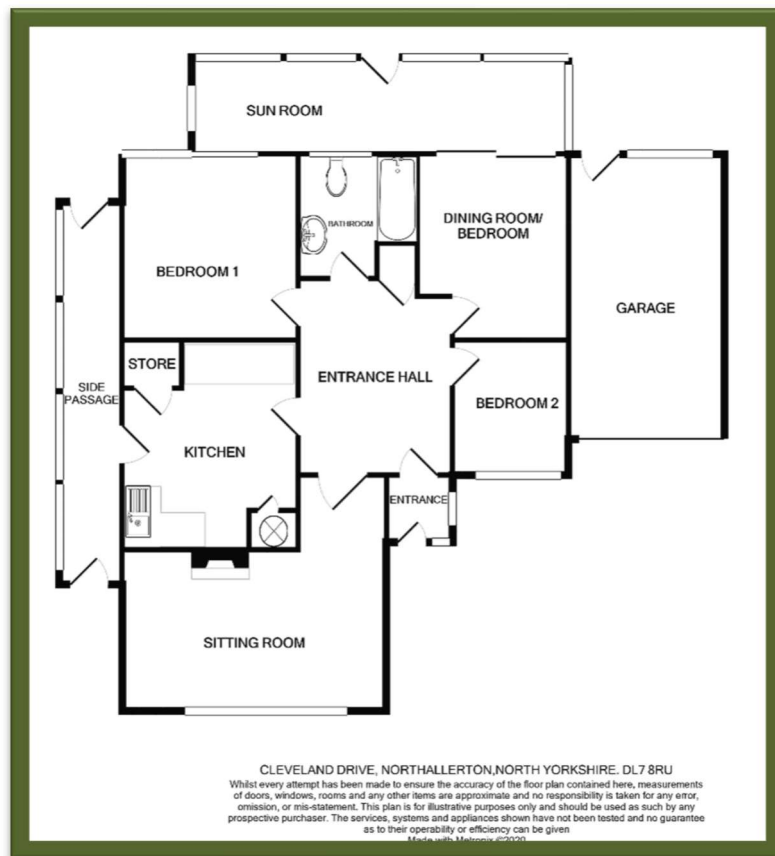 SUN ROOM
BATHROOM
DINING ROOM/
BEDROOM
BEDROOM 1
GARAGE
STORE
ENTRANCE HALL
SIDE
PASSAGE
BEDROOM 2
KITCHEN
ENTRANCE
SITTING ROOM
CLEVELAND DRIVE, NORTHALLERTON,NORTH YORKSHIRE. DL7 8RU
Whilst every attempt has been made to ensure the accuracy of the floor plan contained here, measurements
of doors, windows, rooms and any other items are approximate and no responsibility is taken for any error,
omission, or mis-statement. This plan is for illustrative purposes only and should be used as such by any
prospective purchaser. The services, systems and appliances shown have not been tested and no guarantee
as to their operability or efficiency can be given
Made with Metropix ©2020